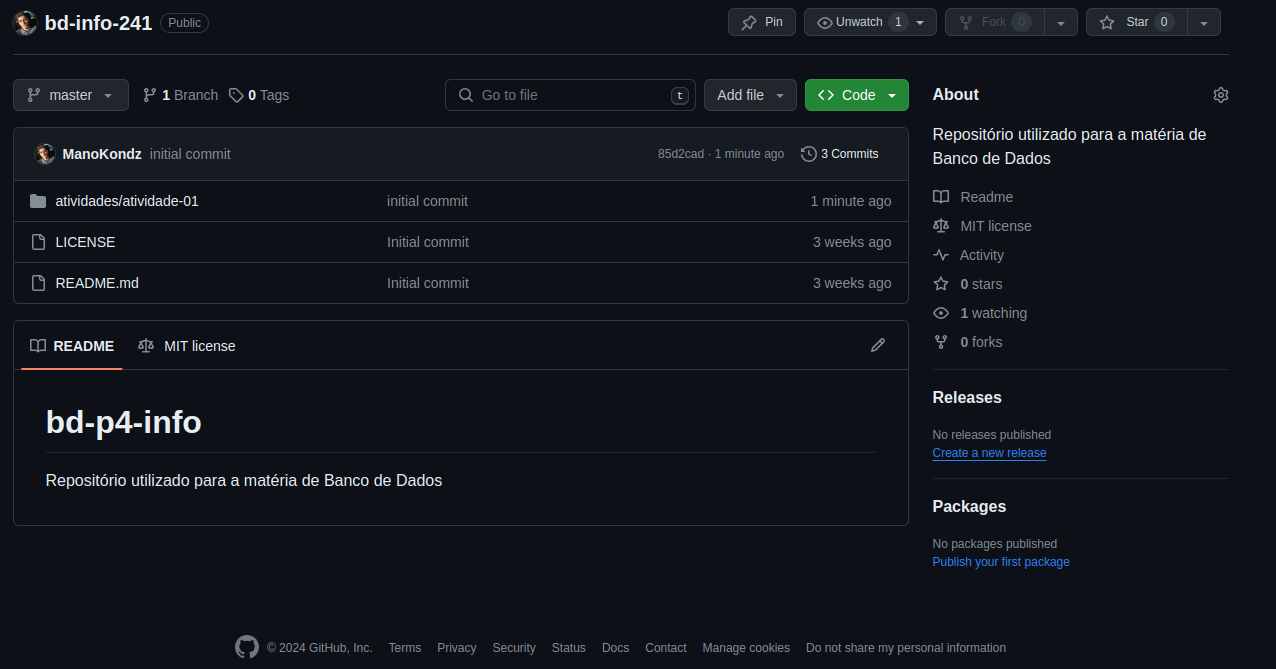 bd-info-241 Public Pin Unwatch 1 Fork 0 Star 0
master 1 Branch 0 Tags Go to file t Add file Code
ManoKondz initial commit 85d2cad · 1 minute ago 3 Commits
atividades/atividade-01 initial commit 1 minute ago
LICENSE Initial commit 3 weeks ago
README.md Initial commit 3 weeks ago
README MIT license
bd-p4-info
Repositório utilizado para a matéria de Banco de Dados
About
Repositório utilizado para a matéria de
Banco de Dados
Readme
MIT license
Activity
0 stars
1 watching
0 forks
Releases
No releases published
Create a new release
Packages
No packages published
Publish your first package
© 2024 GitHub, Inc. Terms Privacy Security Status Docs Contact Manage cookies Do not share my personal information